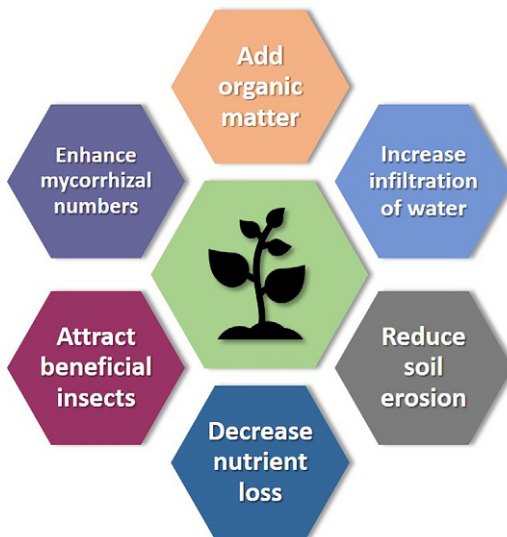 Add
organic
matter
Increase
infiltration
of water
Reduce
soil
erosion
Decrease
nutrient
loss
Attract
beneficial
insects
Enhance
mycorrhizal
numbers